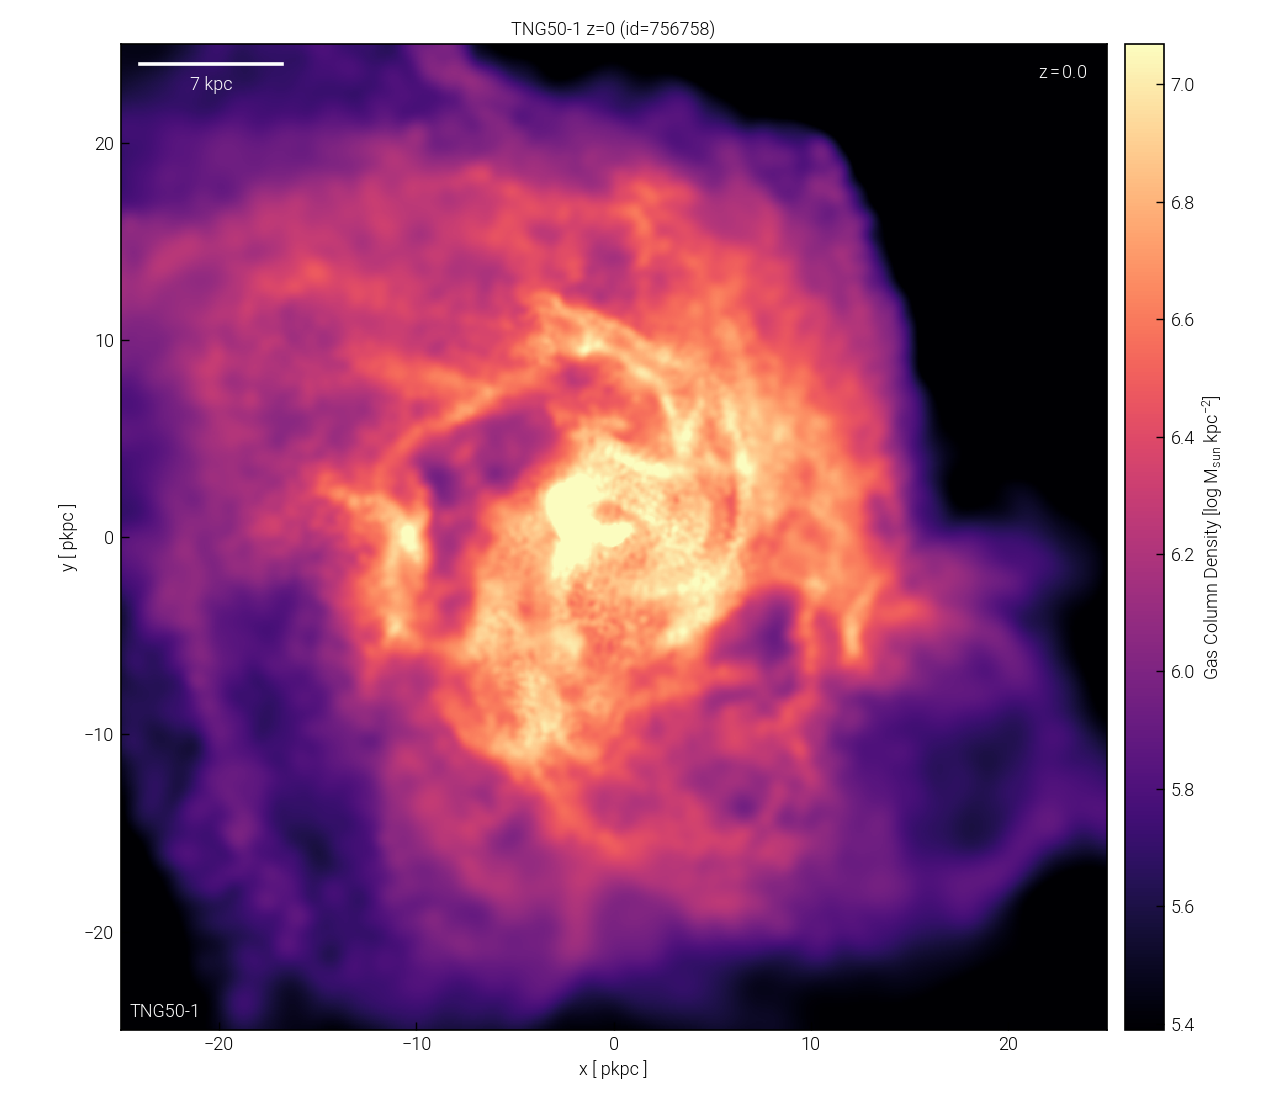 TNG50-1 z=0 (id=756758)
7 kpc
z=0.0
TNG50-1
20
10
0
−10
−20
y [ pkpc ]
−20
−10
0
10
20
x [ pkpc ]
7.0
6.8
6.6
6.4
6.2
6.0
5.8
5.6
5.4
Gas Column Density [log M_sun kpc⁻²]